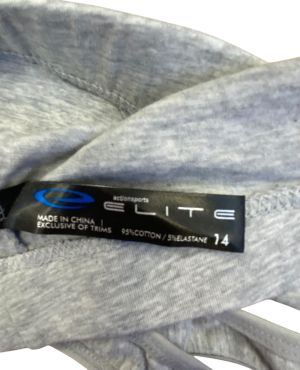 actionsports
ELITE
MADE IN CHINA
EXCLUSIVE OF TRIMS 95%COTTON / 5%ELASTANE 14